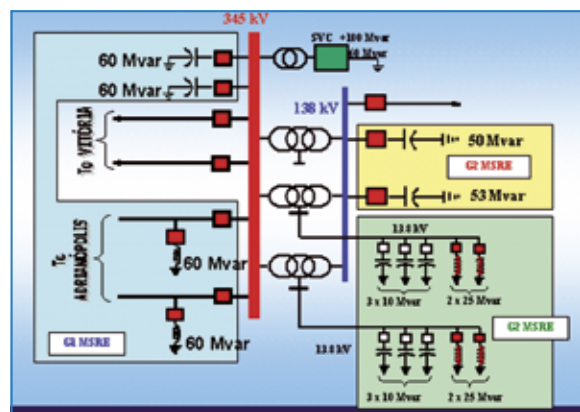 345 kV
60 Mvar
60 Mvar
SVC
+100 Mvar
138 kV
To VITÓRIA
50 Mvar
G2 MSRE
53 Mvar
To ADRIANÓPOLIS
60 Mvar
60 Mvar
G1 MSRE
13.8 kV
3 x 10 Mvar
2 x 25 Mvar
G2 MSRE
13.8 kV
3 x 10 Mvar
2 x 25 Mvar